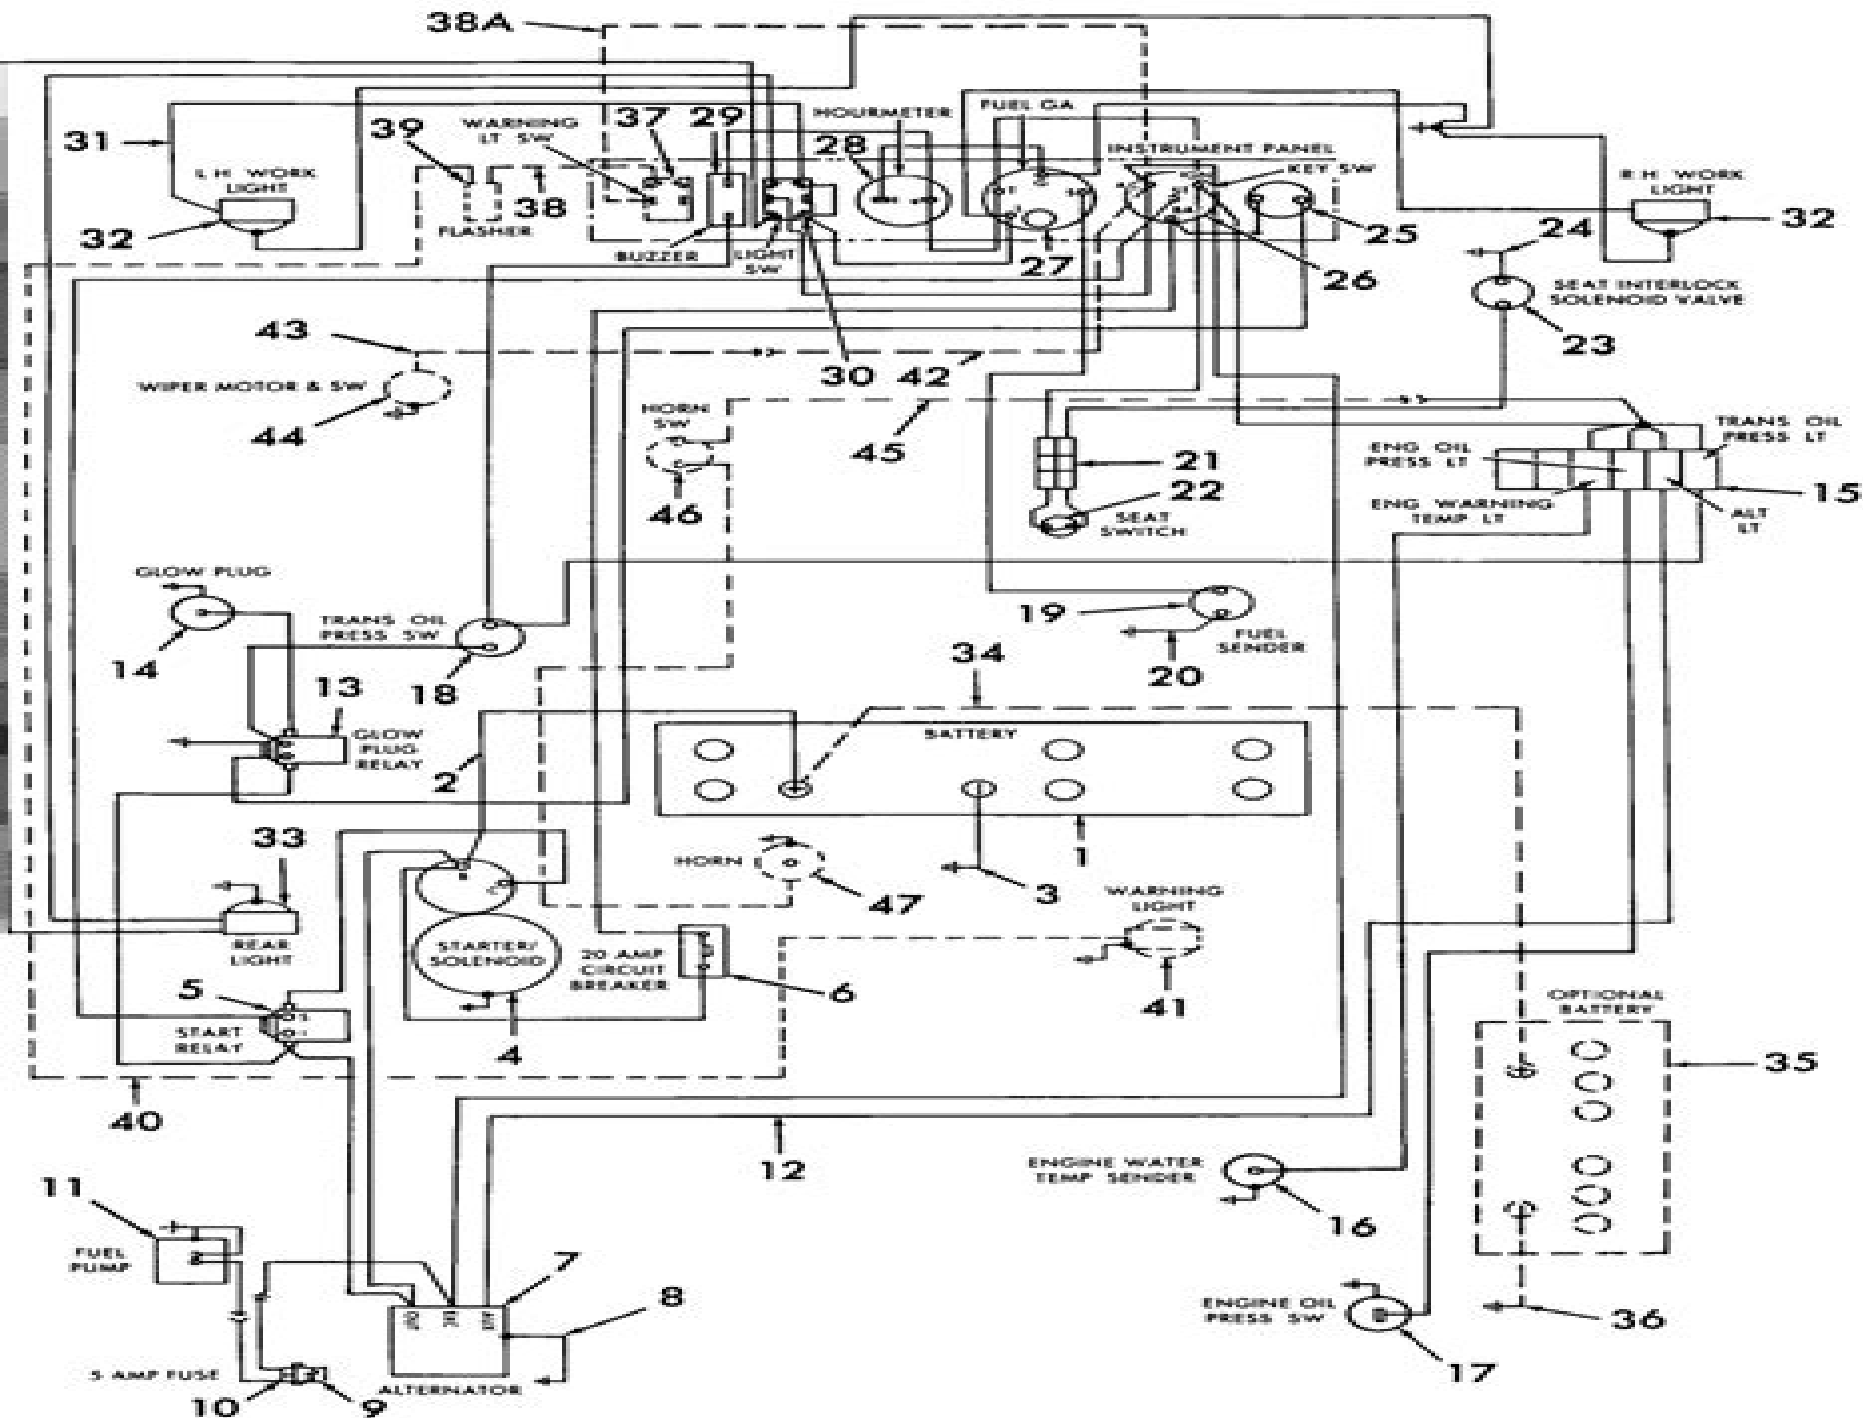 38A
HOURMETER
FUEL GA
31
39
WARNING
LT SW
37
29
28
INSTRUMENT PANEL
KEY SW
L H WORK
LIGHT
R H WORK
LIGHT
32
38
FLASHER
BUZZER
LIGHT
SW
27
26
25
24
32
SEAT INTERLOCK
SOLENOID VALVE
23
43
30
42
WIPER MOTOR & SW
44
HORN
SW
45
46
21
22
SEAT
SWITCH
TRANS OIL
PRESS LT
ENG OIL
PRESS LT
ENG WARNING
TEMP LT
15
ALT
LT
GLOW PLUG
14
TRANS OIL
PRESS SW
18
19
FUEL
SENDER
20
34
13
GLOW
PLUG
RELAY
2
BATTERY
1
33
HORN
47
3
WARNING
LIGHT
41
REAR
LIGHT
STARTER/
SOLENOID
20 AMP
CIRCUIT
BREAKER
6
5
START
RELAY
4
OPTIONAL
BATTERY
35
40
12
ENGINE WATER
TEMP SENDER
16
11
FUEL
PUMP
7
8
ENGINE OIL
PRESS SW
17
36
5 AMP FUSE
10
9
ALTERNATOR